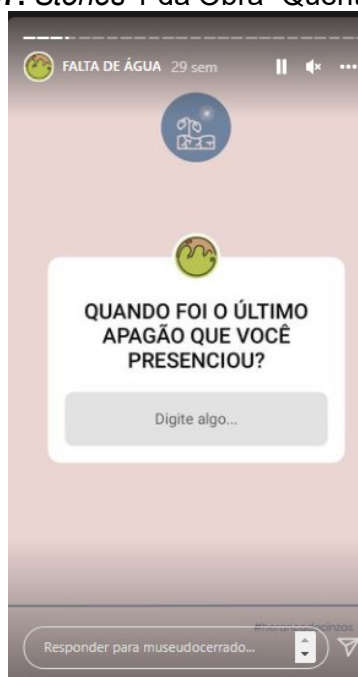 Stories 1 da Obra "Quent
FALTA DE ÁGUA 29 sem
QUANDO FOI O ÚLTIMO
APAGÃO QUE VOCÊ
PRESENCIOU?
Digite algo...
Responder para museudocerrado...